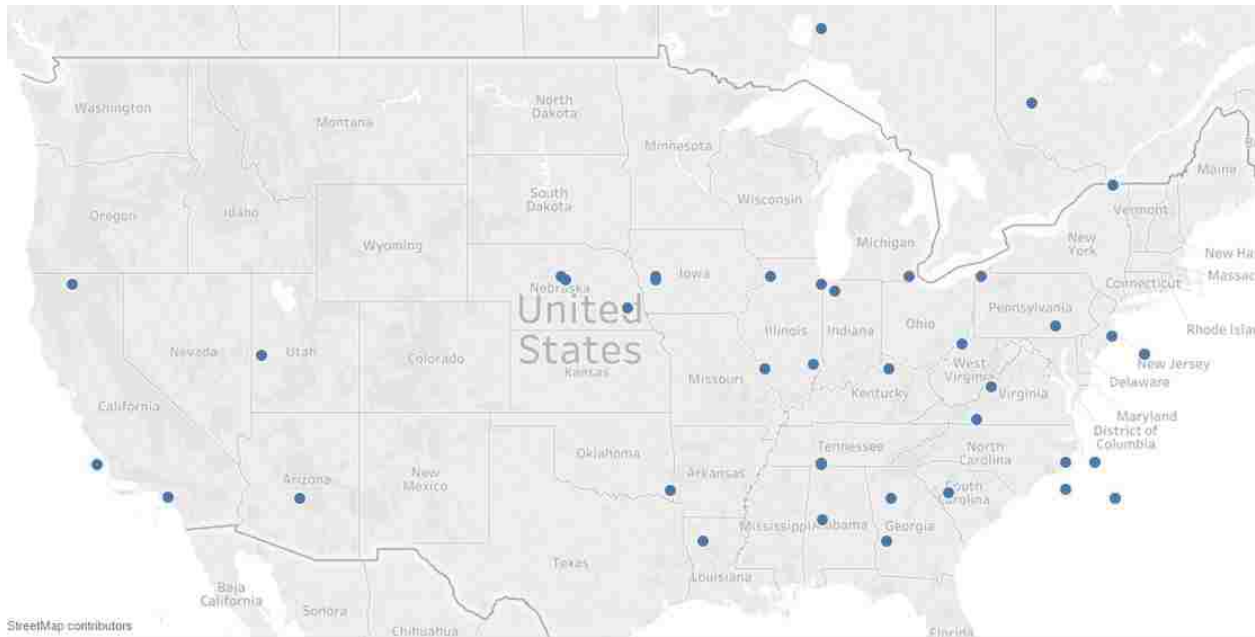 Washington
Montana
North
Dakota
Minnesota
Maine
Oregon
Idaho
South
Dakota
Wisconsin
Vermont
Wyoming
Michigan
New
York
New Ha
Massac
Iowa
Nebraska
Connecticut
Nevada
Utah
Colorado
United
States
Kansas
Illinois
Indiana
Ohio
Pennsylvania
Rhode Islan
California
Missouri
Kentucky
West
Virginia
Virginia
New Jersey
Delaware
Maryland
District of
Columbia
Arizona
New
Mexico
Oklahoma
Arkansas
Tennessee
North
Carolina
South
Carolina
Mississippi
Alabama
Georgia
Texas
Louisiana
Baja
California
Sonora
Chihuahua
Florida
StreetMap contributors